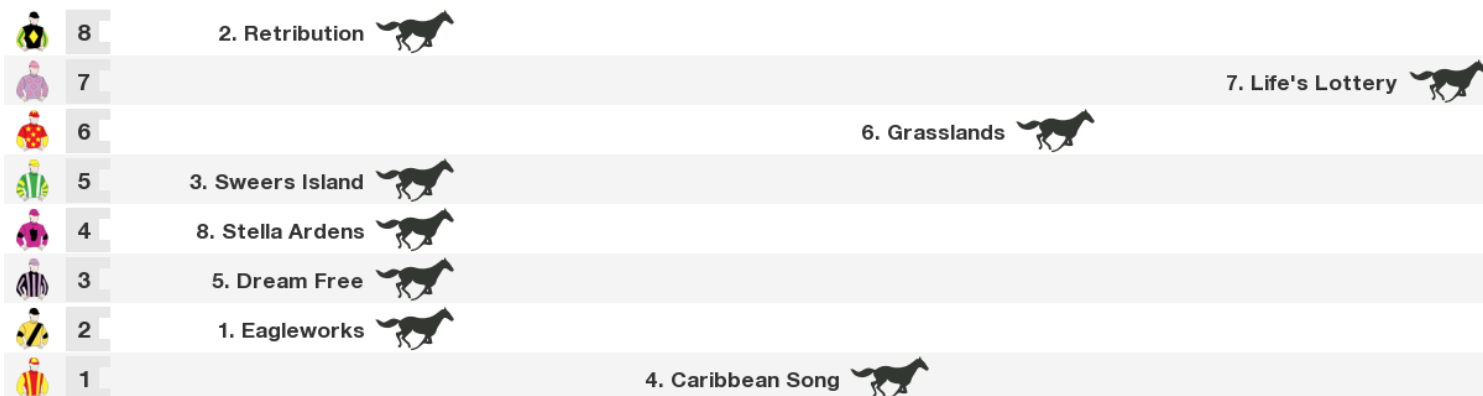 8 2. Retribution
7 7. Life's Lottery
6 6. Grasslands
5 3. Sweers Island
4 8. Stella Ardens
3 5. Dream Free
2 1. Eagleworks
1 4. Caribbean Song